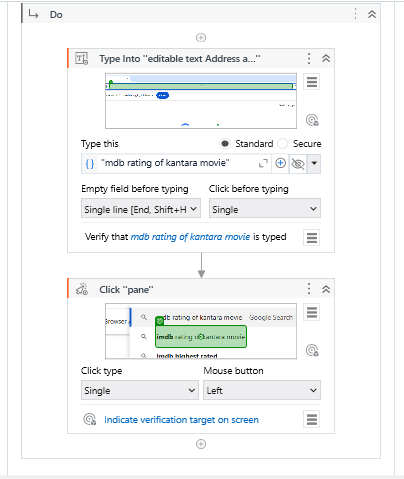 Do
Type Into "editable text Address a..."
Type this
Standard
Secure
"mdb rating of kantara movie"
Empty field before typing
Click before typing
Single line [End, Shift+H
Single
Verify that mdb rating of kantara movie is typed
Click "pane"
Browser
db rating of kantara movie Google Search
imdb rating of kantara movie
imdb highest rated
Click type
Mouse button
Single
Left
Indicate verification target on screen